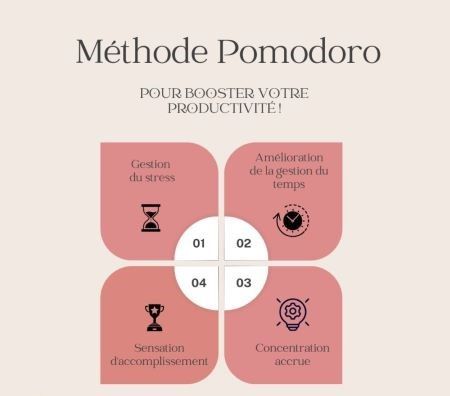 Méthode Pomodoro
POUR BOOSTER VOTRE
PRODUCTIVITÉ !
Gestion
du stress
Amélioration
de la gestion du
temps
01
02
04
03
Sensation
d'accomplissement
Concentration
accrue